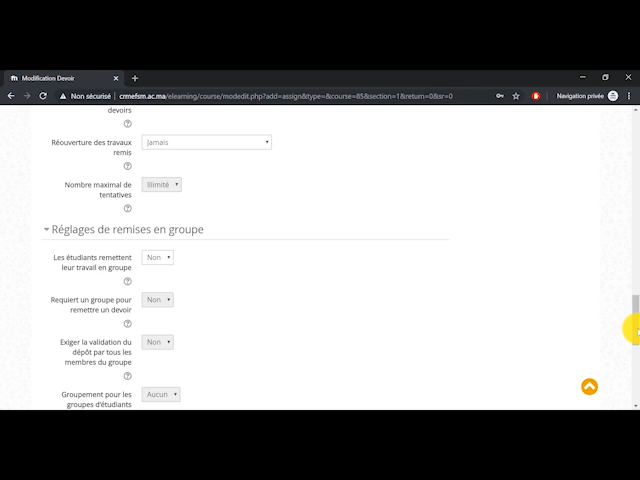 Modification Devoir
Non sécurisé | crmefsm.ac.ma/elearning/course/modedit.php?add=assign&type=&course=85&section=1&return=0&sr=0
Navigation privée
devoirs
Réouverture des travaux remis
Jamais
Nombre maximal de tentatives
Illimité
Réglages de remises en groupe
Les étudiants remettent leur travail en groupe
Non
Requiert un groupe pour remettre un devoir
Non
Exiger la validation du dépôt par tous les membres du groupe
Non
Groupement pour les groupes d'étudiants
Aucun